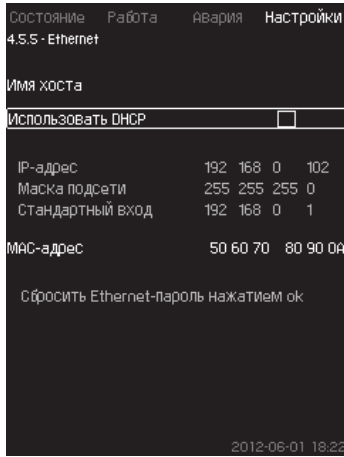 Состояние Работа Авария Настройки
4.5.5 - Ethernet
Имя хоста
Использовать DHCP
IP-адрес 192 168 0 102
Маска подсети 255 255 255 0
Стандартный вход 192 168 0 1
MAC-адрес 50 60 70 80 90 0A
Сбросить Ethernet-пароль нажатием ok
2012-06-01 18:22